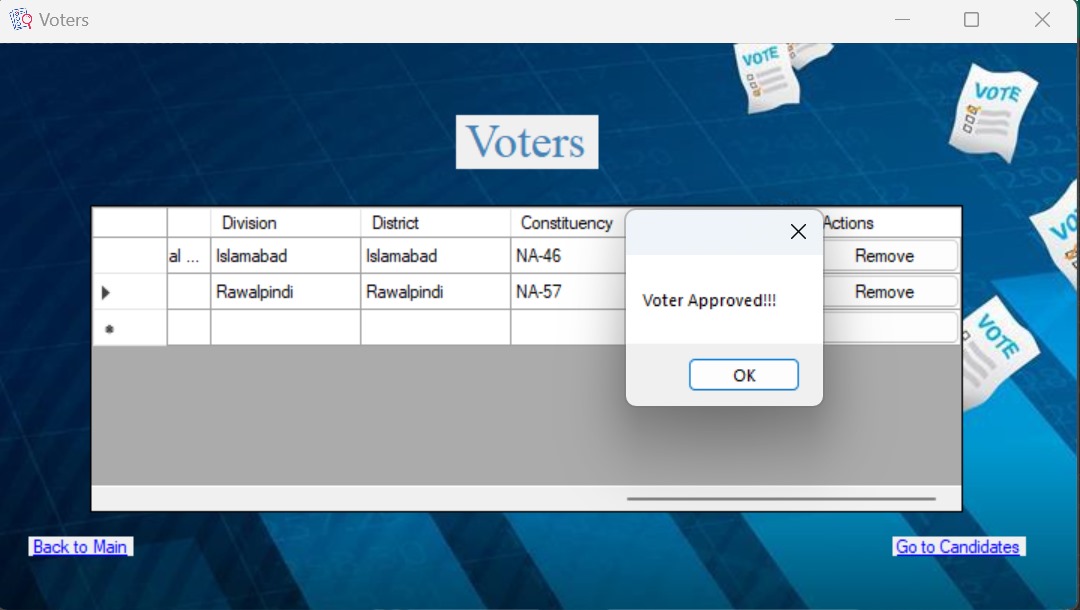 Voters
VOTE
VOTE
Voters
Division District Constituency Actions
al ... Islamabad Islamabad NA-46 Remove
Rawalpindi Rawalpindi NA-57 Remove
Voter Approved!!!
OK
VOTE
Back to Main
Go to Candidates